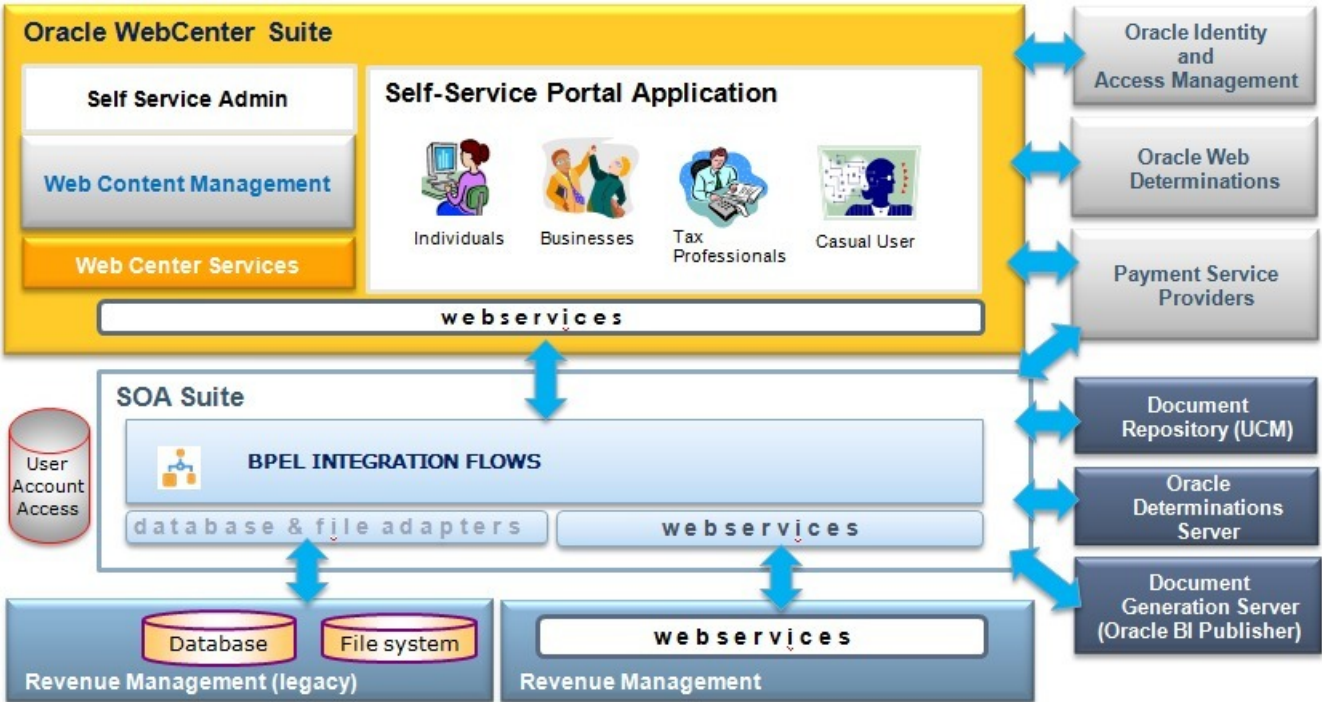 Oracle WebCenter Suite
Self Service Admin
Web Content Management
Web Center Services
Self-Service Portal Application
Individuals
Businesses
Tax
Professionals
Casual User
webservices
Oracle Identity
and
Access Management
Oracle Web
Determinations
Payment Service
Providers
SOA Suite
BPEL INTEGRATION FLOWS
database & file adapters
webservices
User
Account
Access
Document
Repository (UCM)
Oracle
Determinations
Server
Document
Generation Server
(Oracle BI Publisher)
Database
File system
Revenue Management (legacy)
webservices
Revenue Management